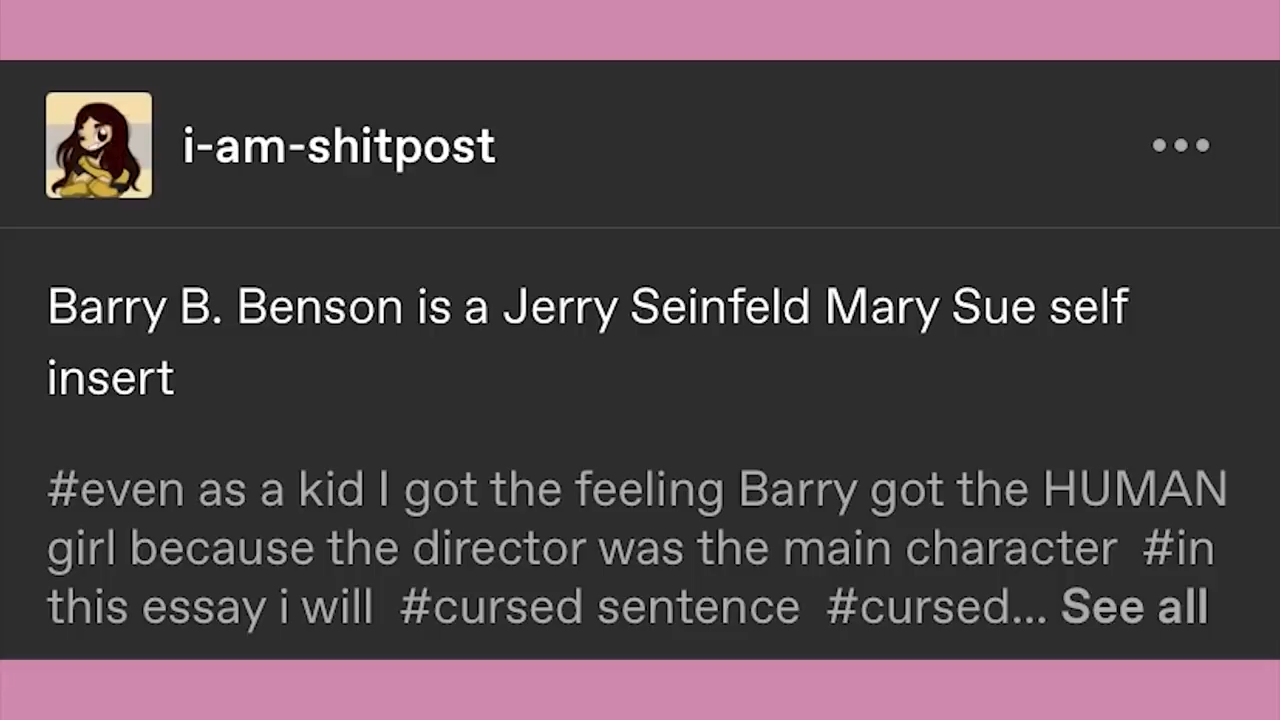 i-am-shitpost
Barry B. Benson is a Jerry Seinfeld Mary Sue self
insert
#even as a kid I got the feeling Barry got the HUMAN
girl because the director was the main character #in
this essay i will #cursed sentence #cursed... See all